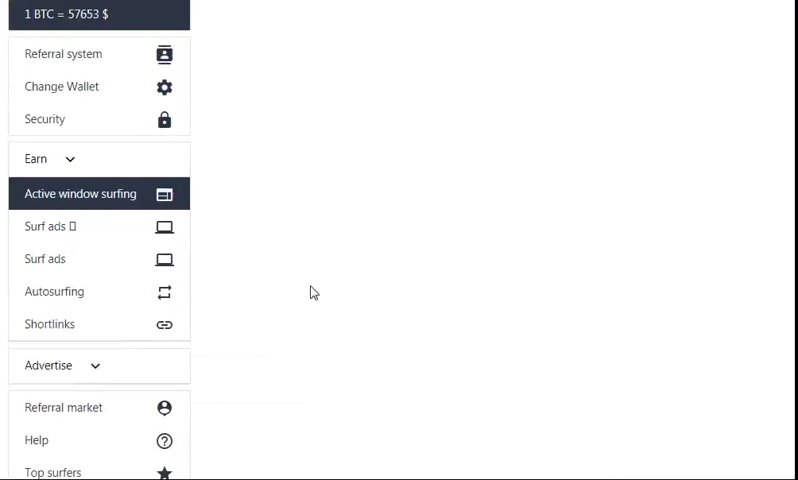 1 BTC = 57653 $
Referral system
Change Wallet
Security
Earn
Active window surfing
Surf ads
Surf ads
Autosurfing
Shortlinks
Advertise
Referral market
Help
Top surfers